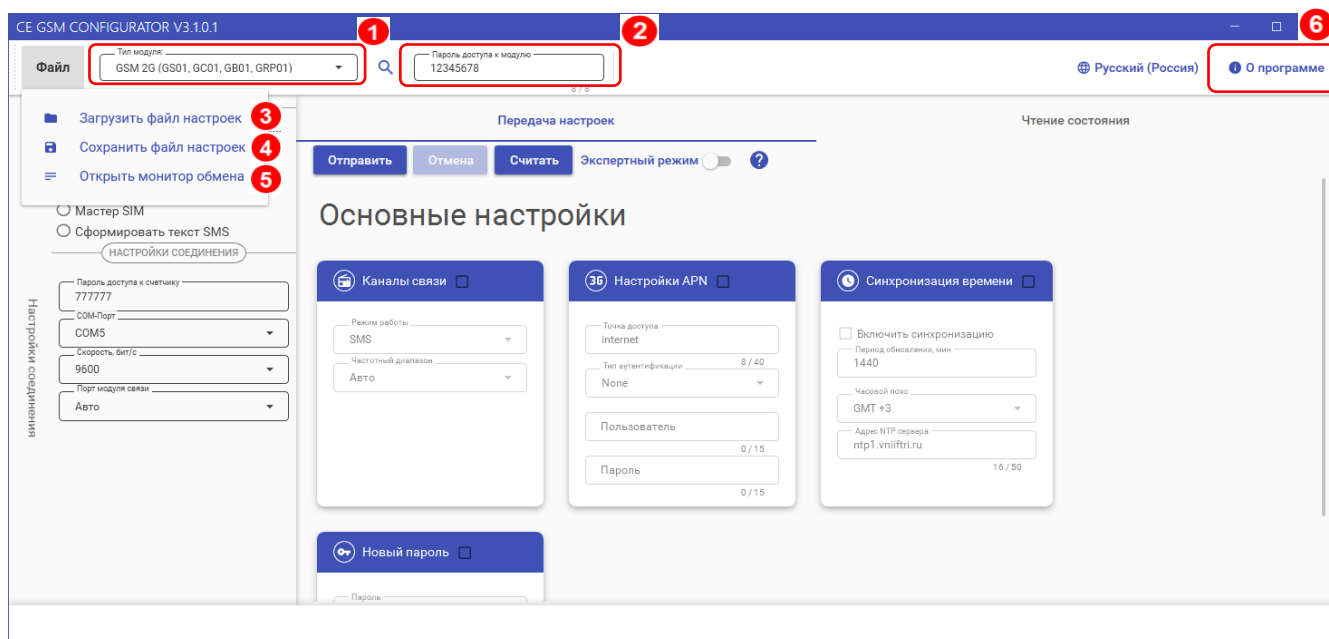 CE GSM CONFIGURATOR V3.1.0.1
1
2
6
Файл
Тип модуля:
GSM 2G (GS01, GC01, GB01, GRP01)
Пароль доступа к модулю
12345678
8 / 8
Русский (Россия)
О программе
Загрузить файл настроек 3
Сохранить файл настроек 4
Открыть монитор обмена 5
Мастер SIM
Сформировать текст SMS
НАСТРОЙКИ СОЕДИНЕНИЯ
Настройки соединения
Пароль доступа к счетчику
777777
COM-Порт
COM5
Скорость, бит/с
9600
Порт модуля связи
Авто
Передача настроек
Чтение состояния
Отправить
Отмена
Считать
Экспертный режим
?
Основные настройки
Каналы связи
Режим работы
SMS
Частотный диапазон
Авто
3G Настройки APN
Точка доступа
internet
8 / 40
Тип аутентификации
None
Пользователь
0 / 15
Пароль
0 / 15
Синхронизация времени
Включить синхронизацию
Период обновления, мин
1440
Часовой пояс
GMT +3
Адрес NTP сервера
ntp1.vniiftri.ru
16 / 50
Новый пароль
Пароль